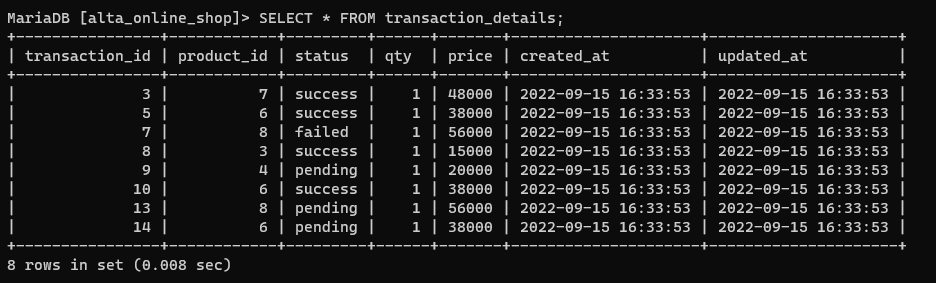 MariaDB [alta_online_shop]> SELECT * FROM transaction_details;
+----------------+------------+---------+------+-------+---------------------+---------------------+
| transaction_id | product_id | status  | qty  | price | created_at          | updated_at          |
+----------------+------------+---------+------+-------+---------------------+---------------------+
|              3 |          7 | success |    1 | 48000 | 2022-09-15 16:33:53 | 2022-09-15 16:33:53 |
|              5 |          6 | success |    1 | 38000 | 2022-09-15 16:33:53 | 2022-09-15 16:33:53 |
|              7 |          8 | failed  |    1 | 56000 | 2022-09-15 16:33:53 | 2022-09-15 16:33:53 |
|              8 |          3 | success |    1 | 15000 | 2022-09-15 16:33:53 | 2022-09-15 16:33:53 |
|              9 |          4 | pending |    1 | 20000 | 2022-09-15 16:33:53 | 2022-09-15 16:33:53 |
|             10 |          6 | success |    1 | 38000 | 2022-09-15 16:33:53 | 2022-09-15 16:33:53 |
|             13 |          8 | pending |    1 | 56000 | 2022-09-15 16:33:53 | 2022-09-15 16:33:53 |
|             14 |          6 | pending |    1 | 38000 | 2022-09-15 16:33:53 | 2022-09-15 16:33:53 |
+----------------+------------+---------+------+-------+---------------------+---------------------+
8 rows in set (0.008 sec)